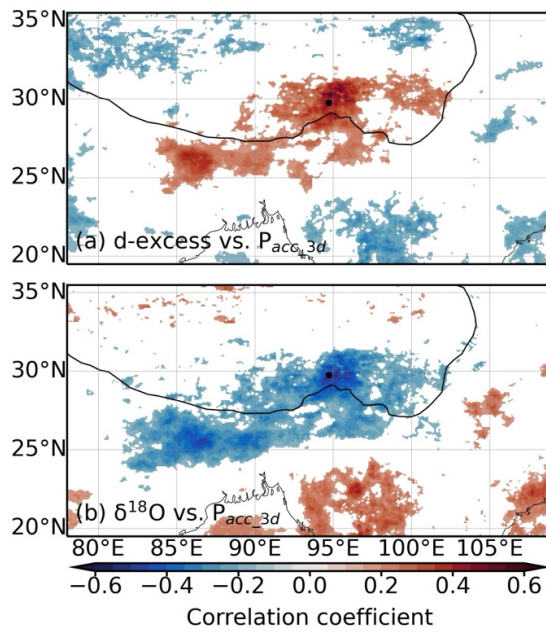 35°N
30°N
25°N
20°N
(a) d-excess vs. P_acc_3d
35°N
30°N
25°N
20°N
(b) δ¹⁸O vs. P_acc_3d
80°E 85°E 90°E 95°E 100°E 105°E
−0.6 −0.4 −0.2 0.0 0.2 0.4 0.6
Correlation coefficient